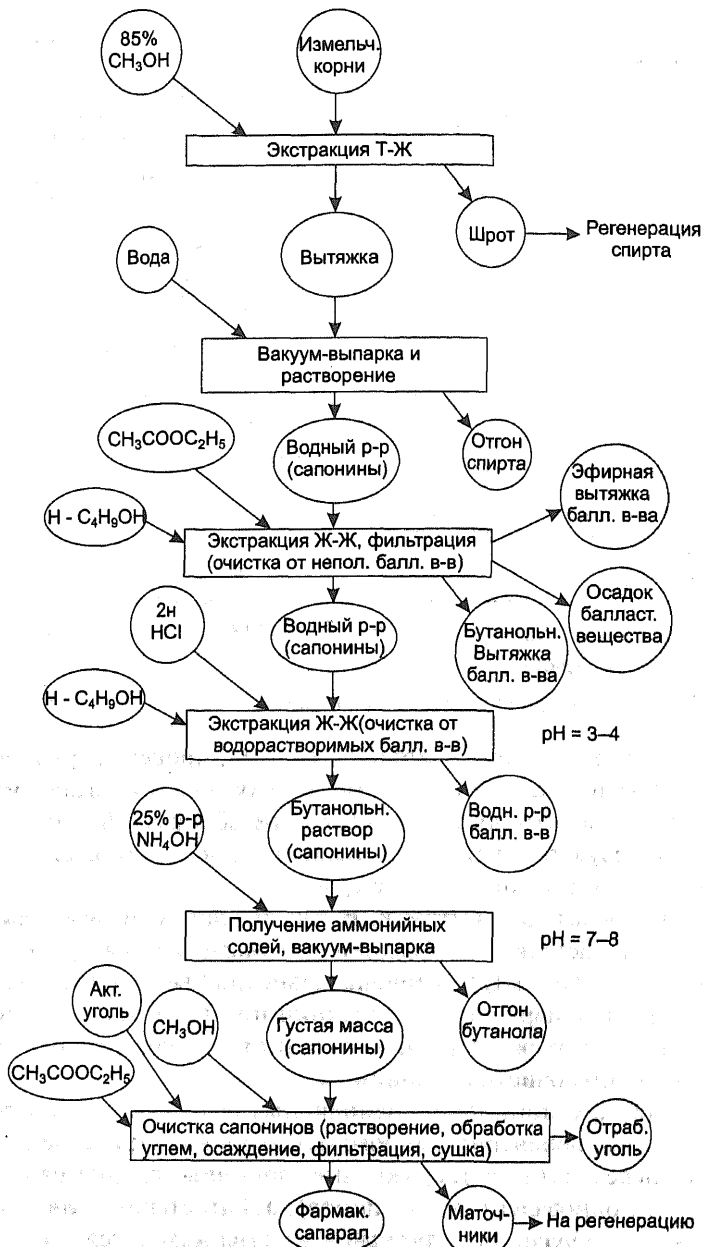 85%
CH₃OH
Измельч.
корни
Экстракция Т-Ж
Вода
Вытяжка
Шрот
Регенерация
спирта
Вакуум-выпарка и
растворение
CH₃COOC₂H₅
Водный р-р
(сапонины)
Отгон
спирта
Эфирная
вытяжка
балл. в-ва
Н - C₄H₉OH
Экстракция Ж-Ж, фильтрация
(очистка от непол. балл. в-в)
Осадок
балласт.
вещества
2н
HCl
Водный р-р
(сапонины)
Бутанольн.
Вытяжка
балл. в-ва
Н - C₄H₉OH
Экстракция Ж-Ж(очистка от
водорастворимых балл. в-в)
pH = 3–4
25% р-р
NH₄OH
Бутанольн.
раствор
(сапонины)
Водн. р-р
балл. в-в
Получение аммонийных
солей, вакуум-выпарка
pH = 7–8
Акт.
уголь
CH₃OH
Густая масса
(сапонины)
Отгон
бутанола
CH₃COOC₂H₅
Очистка сапонинов (растворение, обработка
углем, осаждение, фильтрация, сушка)
Отраб.
уголь
Фармак.
сапарал
Маточ-
ники
На регенерацию